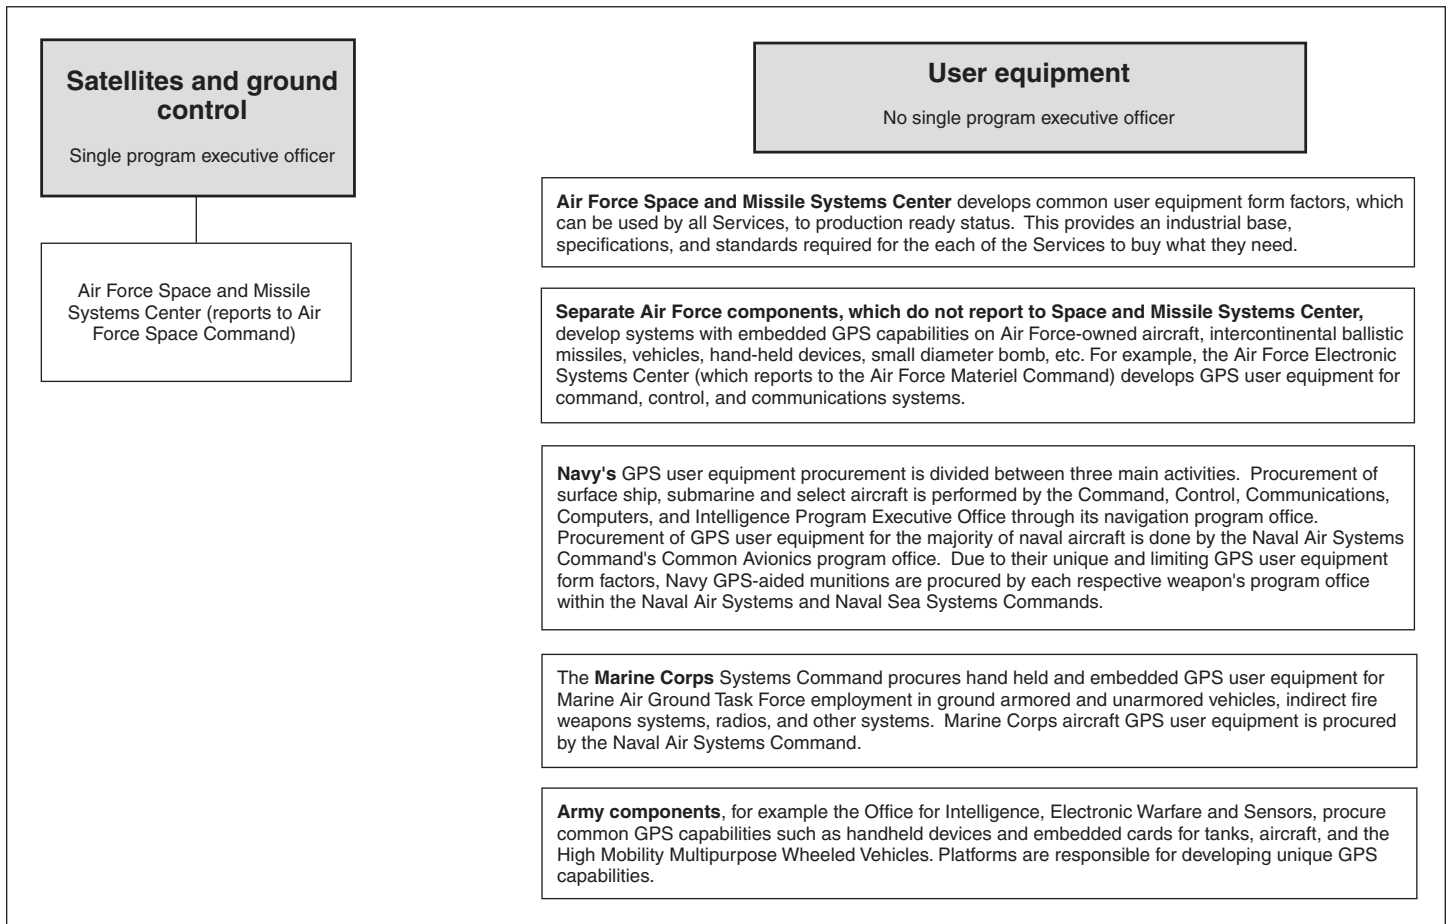 Satellites and ground
control
Single program executive officer
Air Force Space and Missile
Systems Center (reports to Air
Force Space Command)
User equipment
No single program executive officer
Air Force Space and Missile Systems Center develops common user equipment form factors, which
can be used by all Services, to production ready status.  This provides an industrial base,
specifications, and standards required for the each of the Services to buy what they need.
Separate Air Force components, which do not report to Space and Missile Systems Center,
develop systems with embedded GPS capabilities on Air Force-owned aircraft, intercontinental ballistic
missiles, vehicles, hand-held devices, small diameter bomb, etc. For example, the Air Force Electronic
Systems Center (which reports to the Air Force Materiel Command) develops GPS user equipment for
command, control, and communications systems.
Navy's GPS user equipment procurement is divided between three main activities.  Procurement of
surface ship, submarine and select aircraft is performed by the Command, Control, Communications,
Computers, and Intelligence Program Executive Office through its navigation program office.
Procurement of GPS user equipment for the majority of naval aircraft is done by the Naval Air Systems
Command's Common Avionics program office.  Due to their unique and limiting GPS user equipment
form factors, Navy GPS-aided munitions are procured by each respective weapon's program office
within the Naval Air Systems and Naval Sea Systems Commands.
The Marine Corps Systems Command procures hand held and embedded GPS user equipment for
Marine Air Ground Task Force employment in ground armored and unarmored vehicles, indirect fire
weapons systems, radios, and other systems.  Marine Corps aircraft GPS user equipment is procured
by the Naval Air Systems Command.
Army components, for example the Office for Intelligence, Electronic Warfare and Sensors, procure
common GPS capabilities such as handheld devices and embedded cards for tanks, aircraft, and the
High Mobility Multipurpose Wheeled Vehicles. Platforms are responsible for developing unique GPS
capabilities.